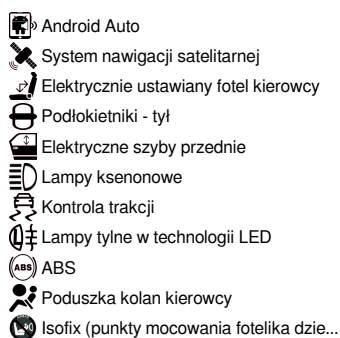 Android Auto
System nawigacji satelitarnej
Elektrycznie ustawiany fotel kierowcy
Podłokietniki - tył
Elektryczne szyby przednie
Lampy ksenonowe
Kontrola trakcji
Lampy tylne w technologii LED
(ABS) ABS
Poduszka kolan kierowcy
Isofix (punkty mocowania fotelika dzie...